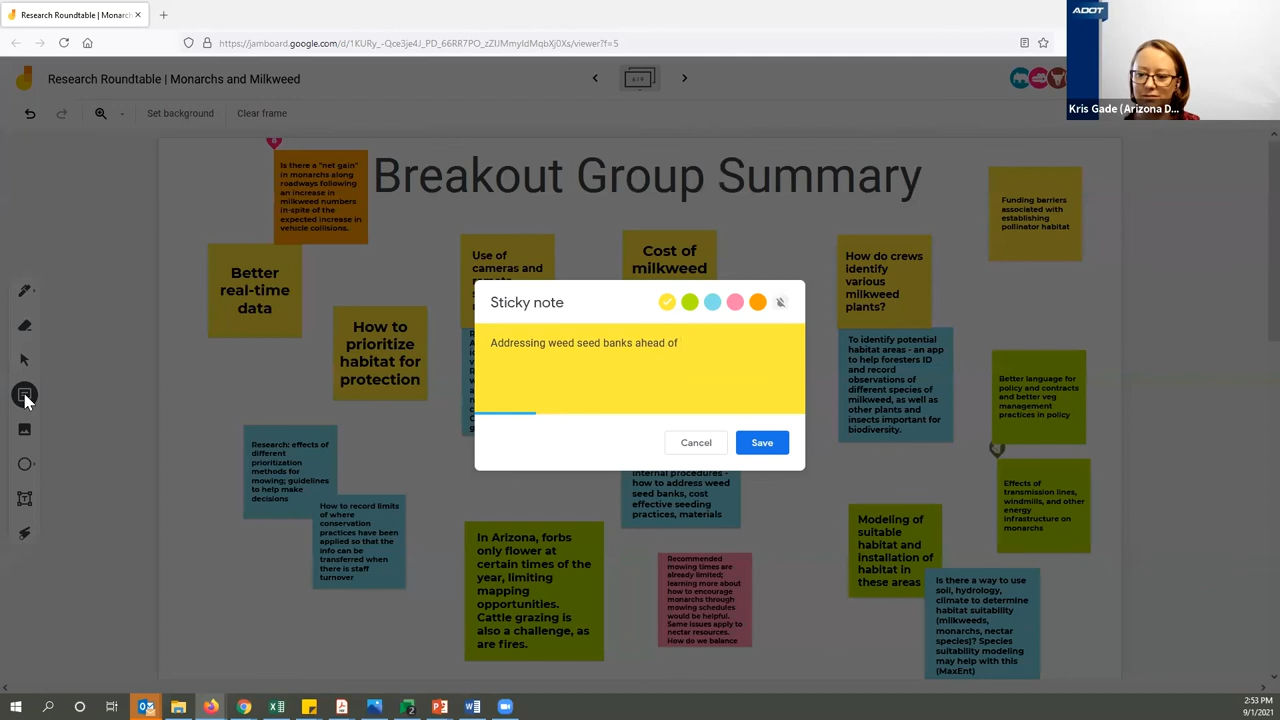 Research Roundtable | Monarch
https://jamboard.google.com/d/1KURy_-Qce3je4J_PD_66RR7PO_zZIJMmyIdMqbXj0Xs/viewer?f=5
ADOT
Kris Gade (Arizona D...
Research Roundtable | Monarchs and Milkweed
Set background
Clear frame
Breakout Group Summary
Is there a "net gain"
in monarchs along
roadways following
an increase in
milkweed numbers
in-spite of the
expected increase in
vehicle collisions.
Better
real-time
data
How to
prioritize
habitat for
protection
Use of
cameras and
Cost of
milkweed
How do crews
identify
various
milkweed
plants?
Funding barriers
associated with
establishing
pollinator habitat
Sticky note
Addressing weed seed banks ahead of
Cancel
Save
To identify potential
habitat areas - an app
to help foresters ID
and record
observations of
different species of
milkweed, as well as
other plants and
insects important for
biodiversity.
Better language for
policy and contracts
and better veg
management
practices in policy
Research: effects of
different
prioritization
methods for
mowing; guidelines
to help make
decisions
How to record limits
of where
conservation
practices have been
applied so that the
info can be
transferred when
there is staff
turnover
internal procedures -
how to address weed
seed banks, cost
effective seeding
practices, materials
Effects of
transmission lines,
windmills, and other
energy
infrastructure on
monarchs
In Arizona, forbs
only flower at
certain times of the
year, limiting
mapping
opportunities.
Cattle grazing is
also a challenge, as
are fires.
Recommended
mowing times are
already limited;
learning more about
how to encourage
monarchs through
mowing schedules
would be helpful.
Same issues apply to
nectar resources.
How do we balance
Modeling of
suitable
habitat and
installation of
habitat in
these areas
Is there a way to use
soil, hydrology,
climate to determine
habitat suitability
(milkweeds,
monarchs, nectar
species)? Species
suitability modeling
may help with this
(MaxEnt)
2:53 PM
9/1/2021